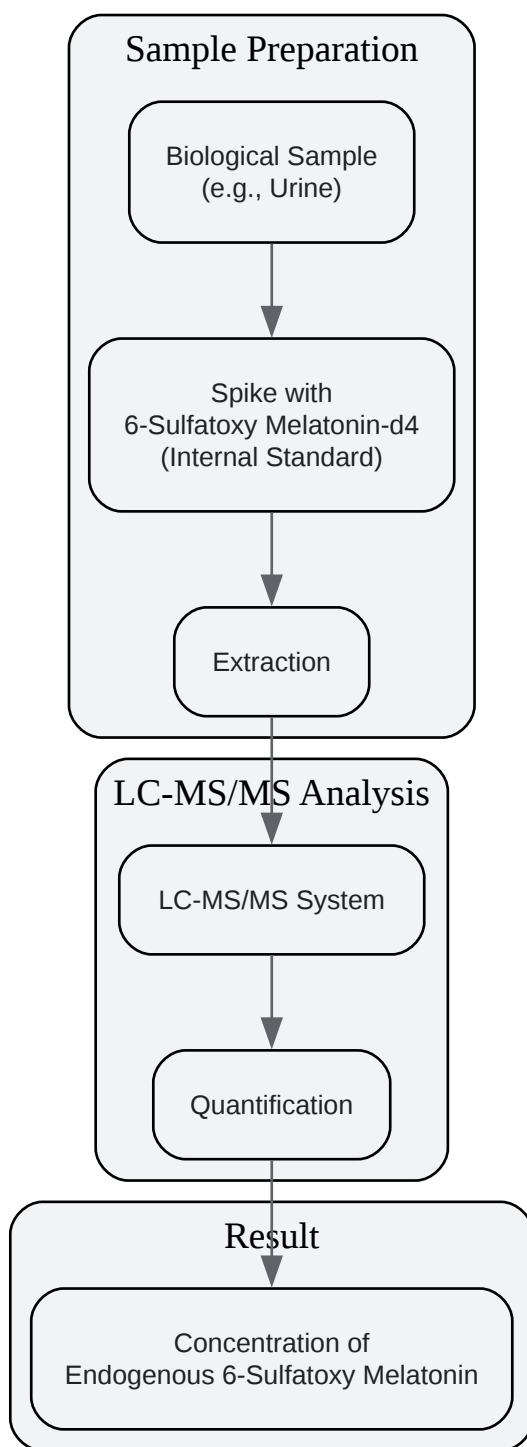 Sample Preparation
Biological Sample
(e.g., Urine)
Spike with
6-Sulfatoxy Melatonin-d4
(Internal Standard)
Extraction
LC-MS/MS Analysis
LC-MS/MS System
Quantification
Result
Concentration of
Endogenous 6-Sulfatoxy Melatonin